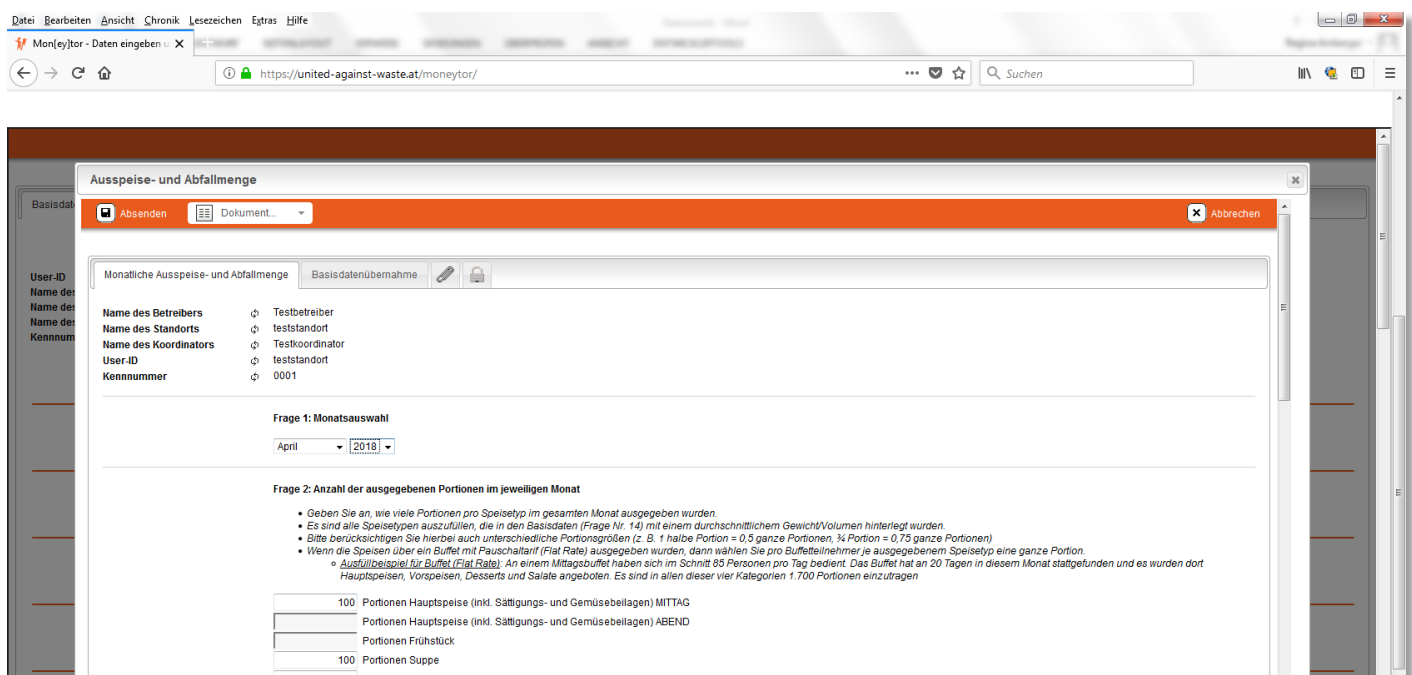 Datei Bearbeiten Ansicht Chronik Lesezeichen Extras Hilfe
Mon[ey]tor - Daten eingeben u
https://united-against-waste.at/moneytor/
Suchen
Ausspeise- und Abfallmenge
Basisdat
Absenden
Dokument...
Abbrechen
Monatliche Ausspeise- und Abfallmenge
Basisdatenübernahme
User-ID
Name des
Name des
Name des
Kennnum
Name des Betreibers Testbetreiber
Name des Standorts teststandort
Name des Koordinators Testkoordinator
User-ID teststandort
Kennnummer 0001
Frage 1: Monatsauswahl
April 2018
Frage 2: Anzahl der ausgegebenen Portionen im jeweiligen Monat
• Geben Sie an, wie viele Portionen pro Speisetyp im gesamten Monat ausgegeben wurden.
• Es sind alle Speisetypen auszufüllen, die in den Basisdaten (Frage Nr. 14) mit einem durchschnittlichem Gewicht/Volumen hinterlegt wurden.
• Bitte berücksichtigen Sie hierbei auch unterschiedliche Portionsgrößen (z. B. 1 halbe Portion = 0,5 ganze Portionen, ¾ Portion = 0,75 ganze Portionen)
• Wenn die Speisen über ein Buffet mit Pauschaltarif (Flat Rate) ausgegeben wurden, dann wählen Sie pro Buffetteilnehmer je ausgegebenem Speisetyp eine ganze Portion.
Ausfüllbeispiel für Buffet (Flat Rate): An einem Mittagsbuffet haben sich im Schnitt 85 Personen pro Tag bedient. Das Buffet hat an 20 Tagen in diesem Monat stattgefunden und es wurden dort
Hauptspeisen, Vorspeisen, Desserts und Salate angeboten. Es sind in allen dieser vier Kategorien 1.700 Portionen einzutragen
100 Portionen Hauptspeise (inkl. Sättigungs- und Gemüsebeilagen) MITTAG
Portionen Hauptspeise (inkl. Sättigungs- und Gemüsebeilagen) ABEND
Portionen Frühstück
100 Portionen Suppe